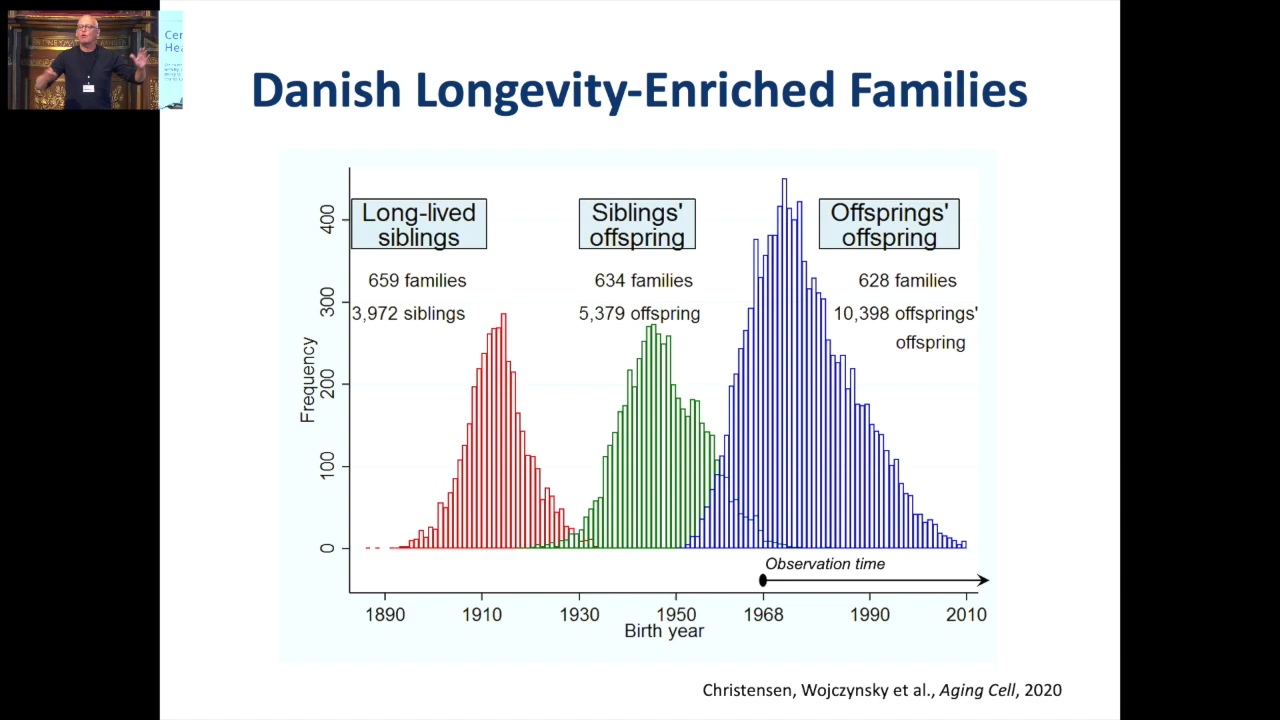 Cer
Hea
Danish Longevity-Enriched Families
Long-lived
siblings
659 families
3,972 siblings
Siblings'
offspring
634 families
5,379 offspring
Offsprings'
offspring
628 families
10,398 offsprings'
offspring
Frequency
400
300
200
100
0
Observation time
1890 1910 1930 1950 1968 1990 2010
Birth year
Christensen, Wojczynsky et al., Aging Cell, 2020